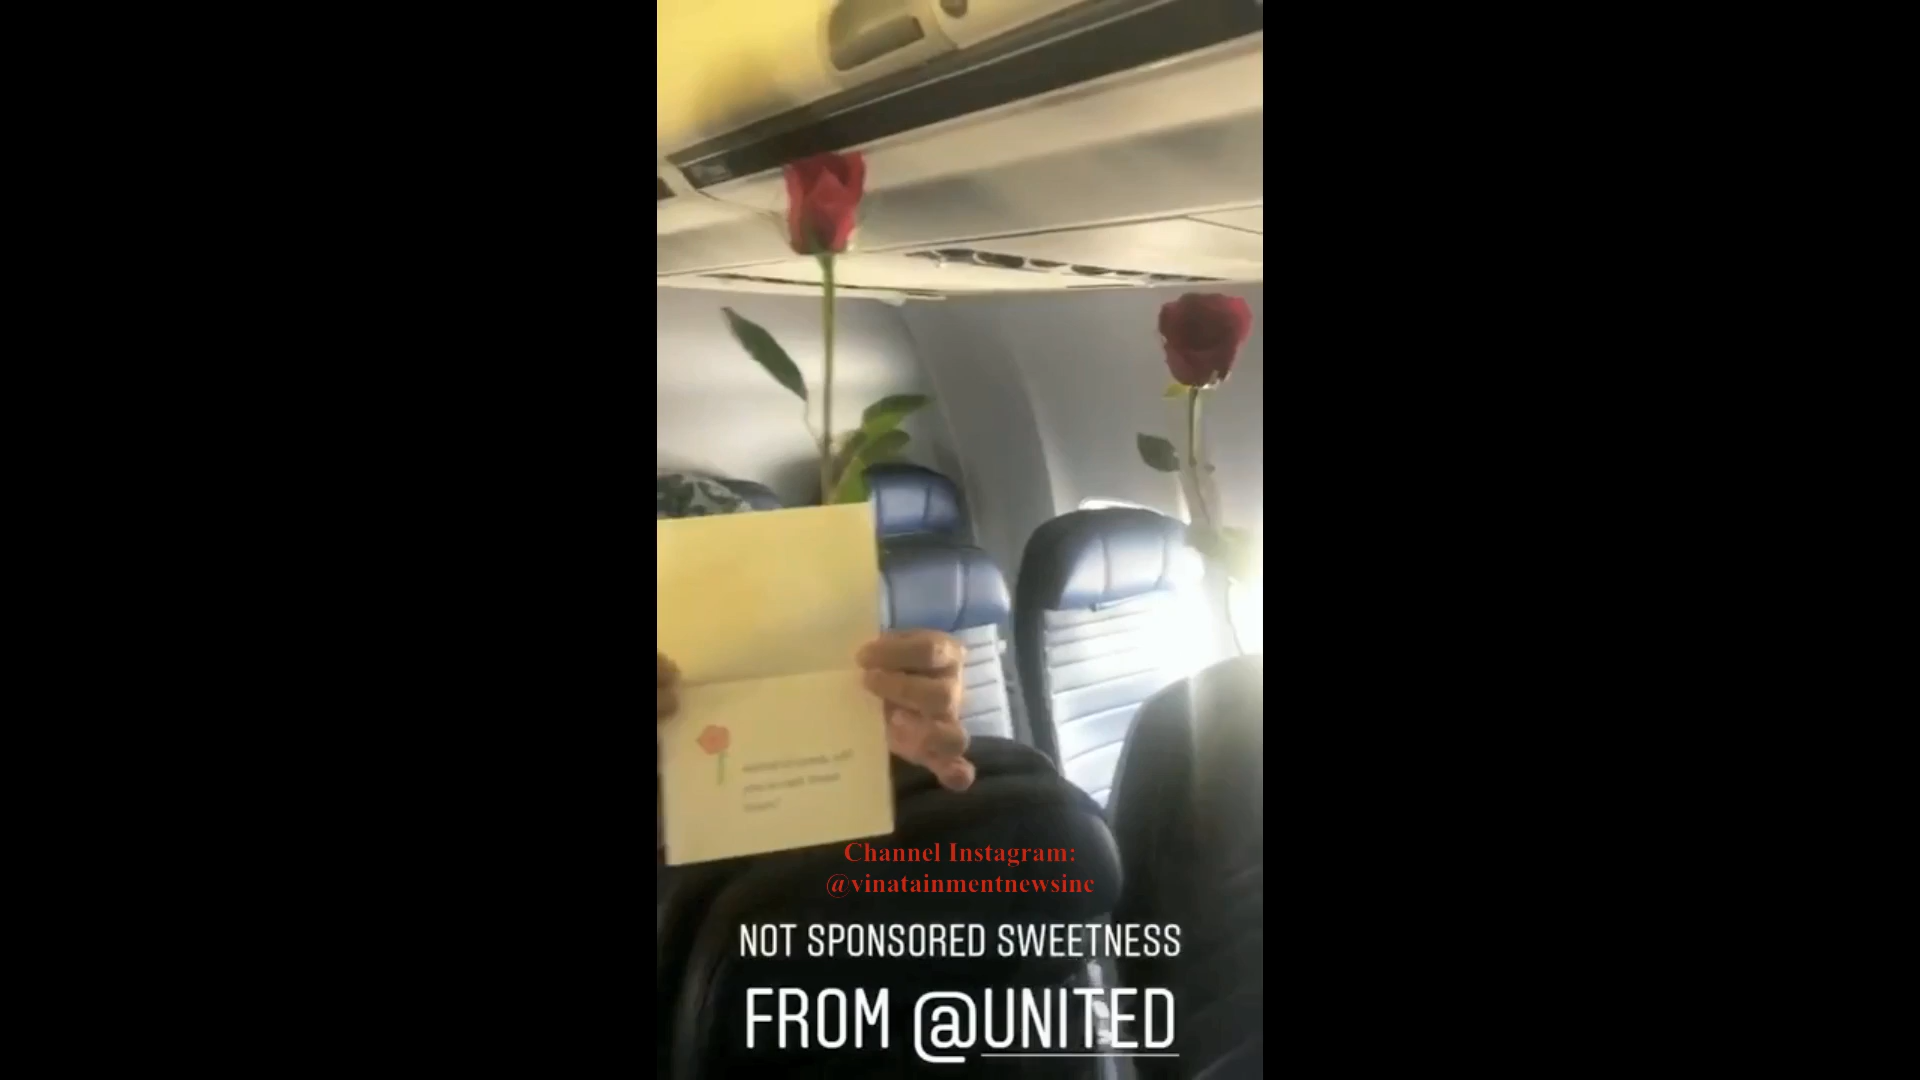 Channel Instagram:
@vinatainmentnewsinc
NOT SPONSORED SWEETNESS
FROM @UNITED